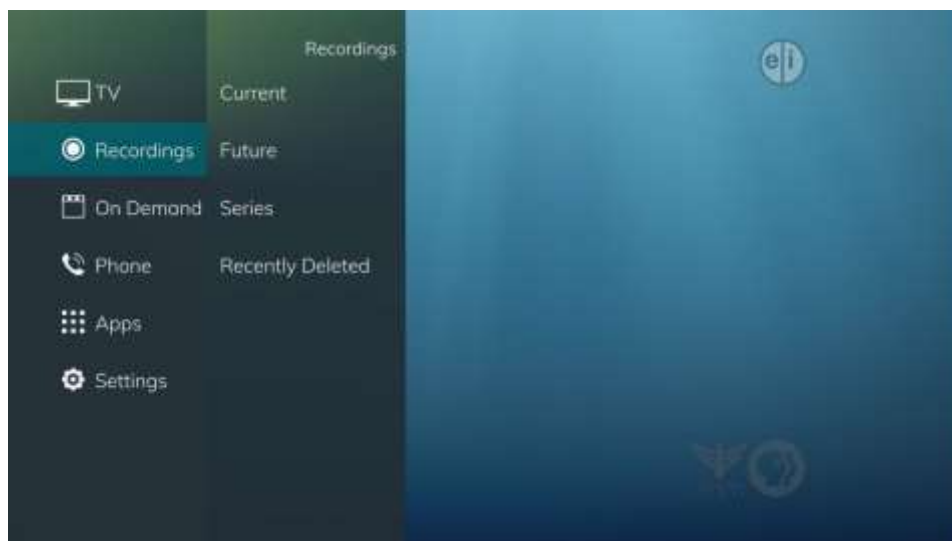 Recordings
TV
Current
Recordings
Future
On Demand
Series
Phone
Recently Deleted
Apps
Settings
e/i